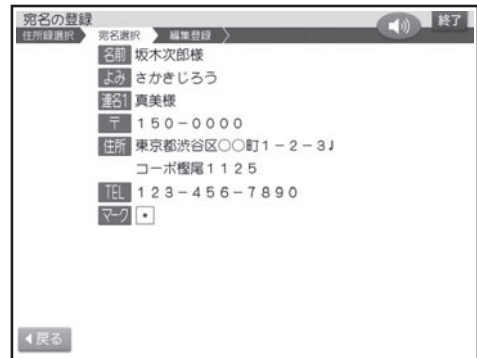 宛名の登録
終了
住所録選択 宛名選択 編集登録
名前 坂木次郎様
よみ さかきじろう
連名1 真美様
〒 150-0000
住所 東京都渋谷区○○町1-2-3♩
コーポ樫尾1125
TEL 123-456-7890
マーク ・
戻る